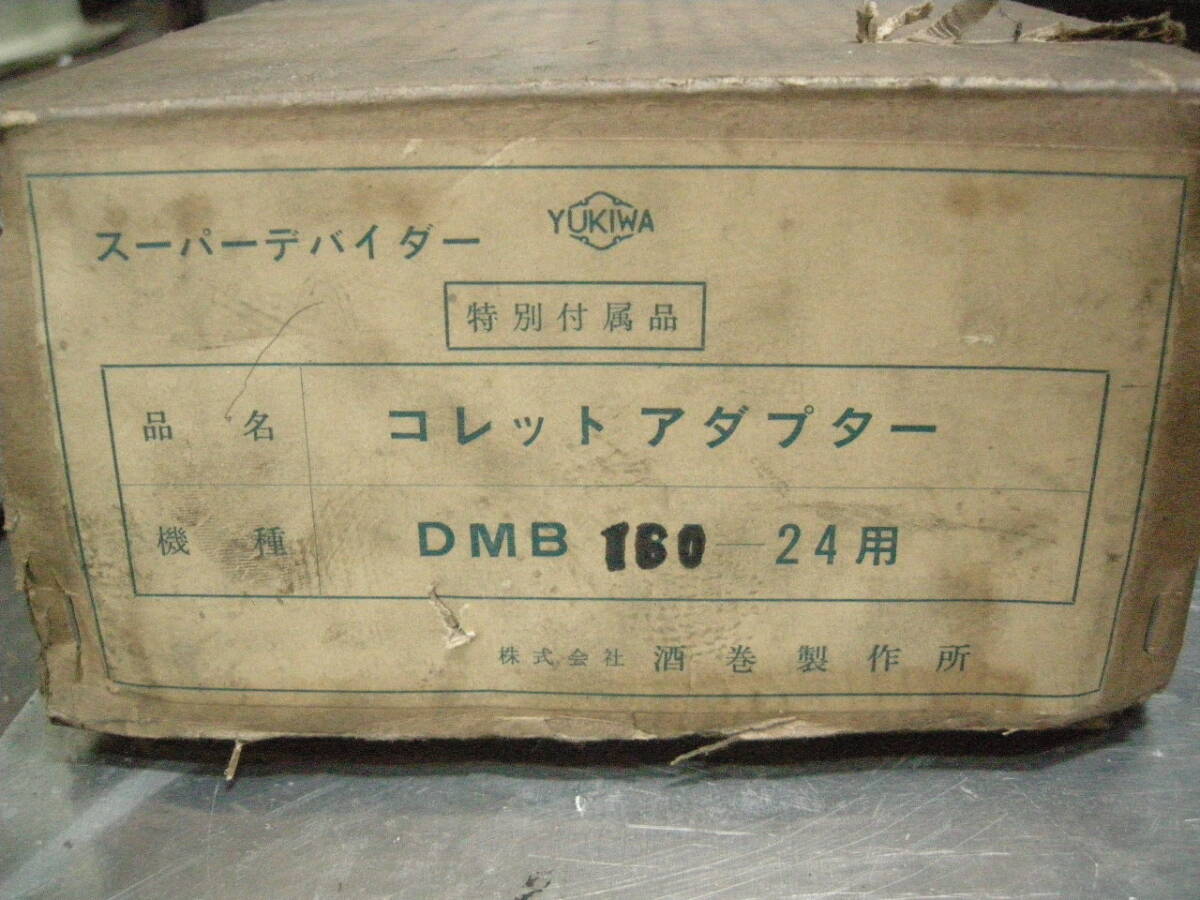 YUKIWA
スーパーデバイダー
特別付属品
品名 コレットアダプター
機種 DMB 160-24用
株式会社 酒巻製作所